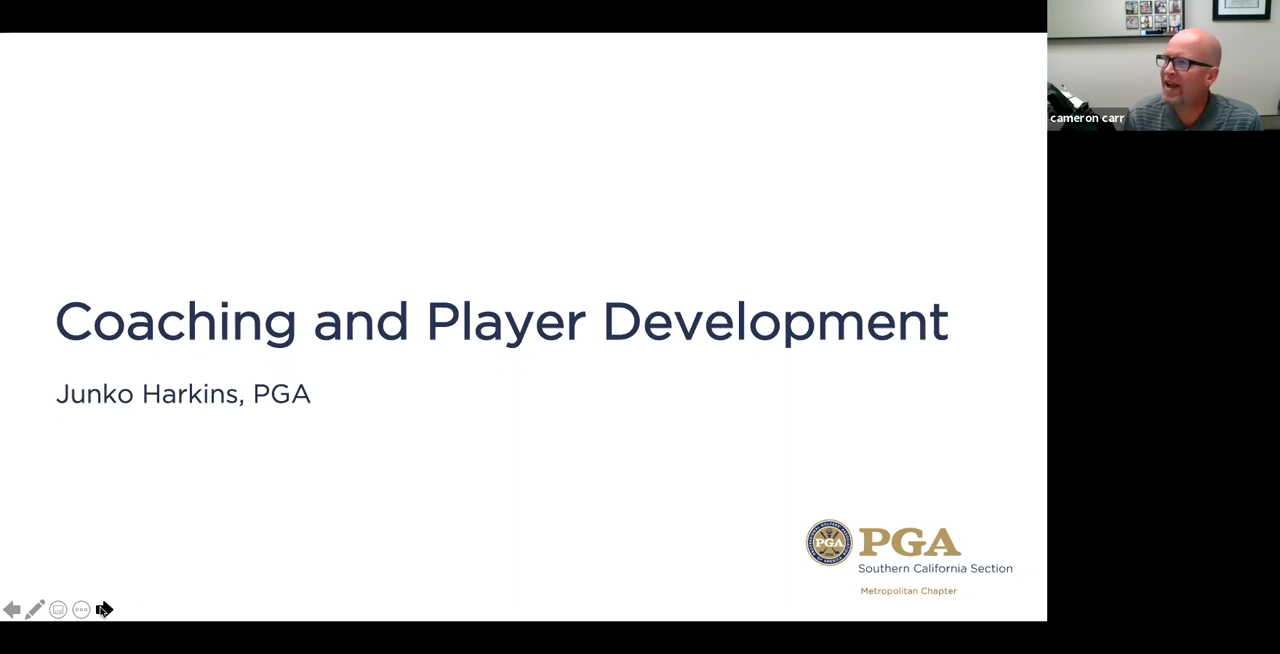 cameron carr
Coaching and Player Development
Junko Harkins, PGA
PGA
PGA
Southern California Section
Metropolitan Chapter